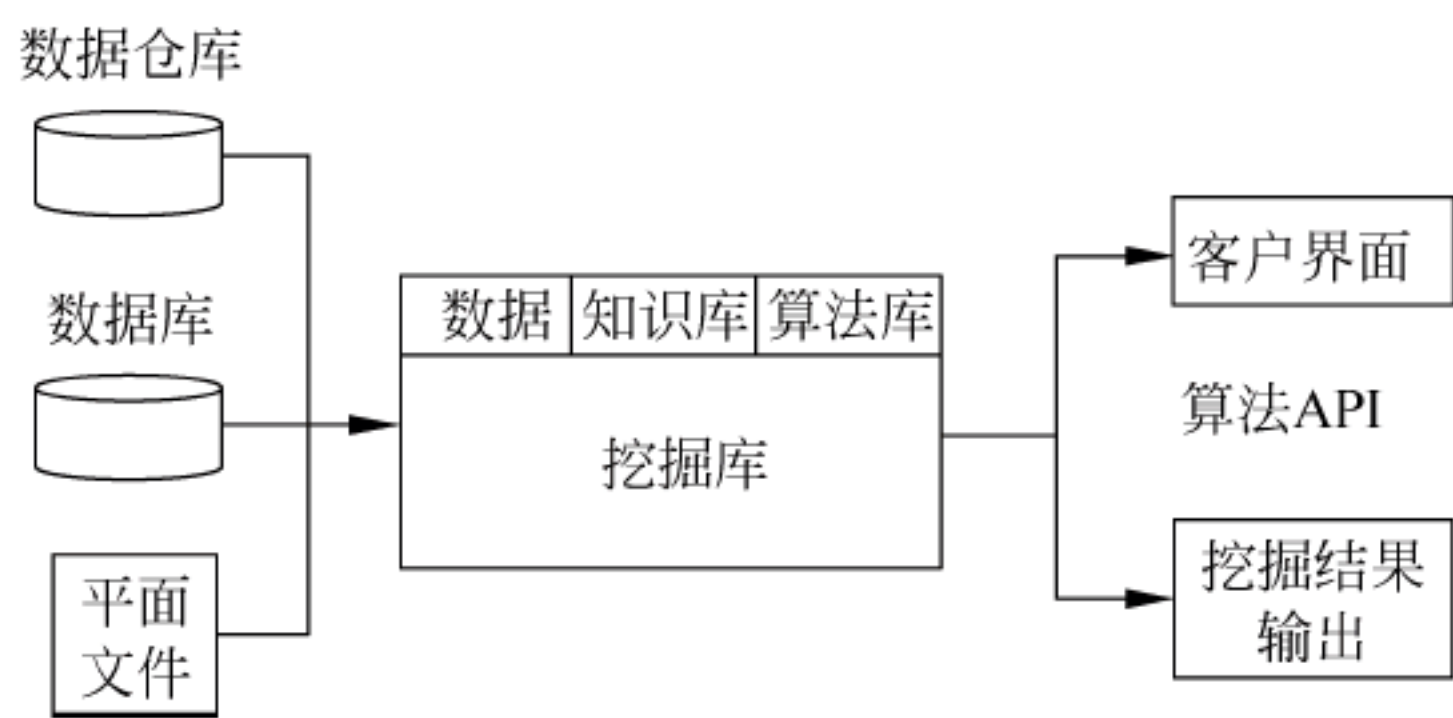 数据仓库
数据库
平面
文件
数据 知识库 算法库
挖掘库
客户界面
算法API
挖掘结果
输出